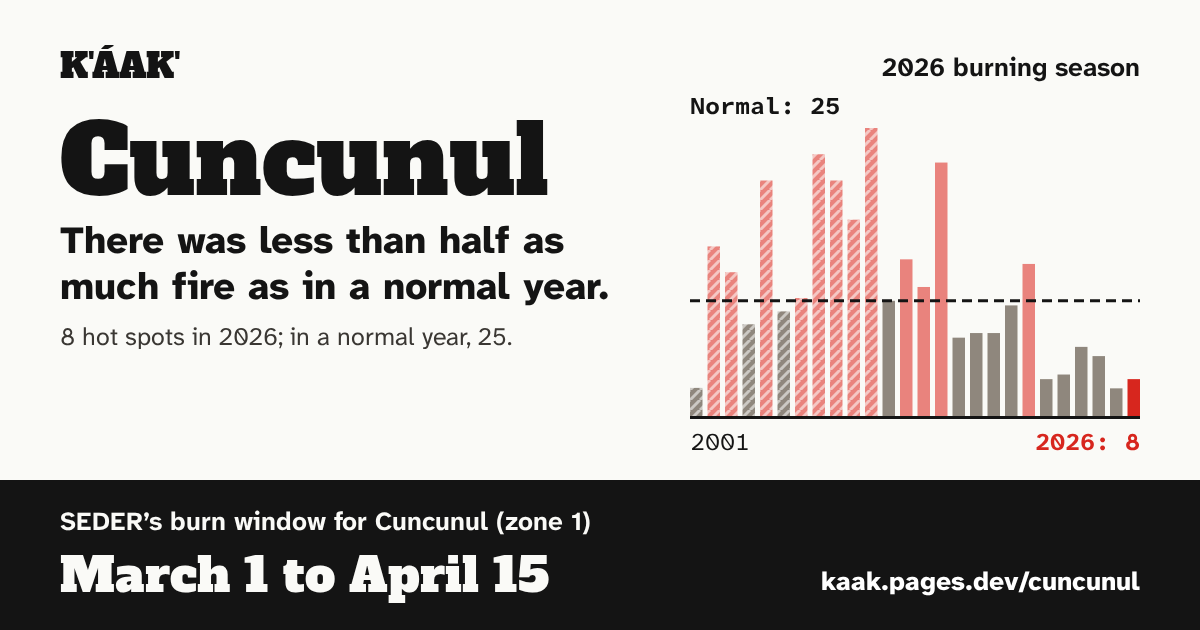 K'ÁAK'
2026 burning season
Cuncunul
There was less than half as
much fire as in a normal year.
8 hot spots in 2026; in a normal year, 25.
Normal: 25
2001
2026: 8
SEDER’s burn window for Cuncunul (zone 1)
March 1 to April 15
kaak.pages.dev/cuncunul